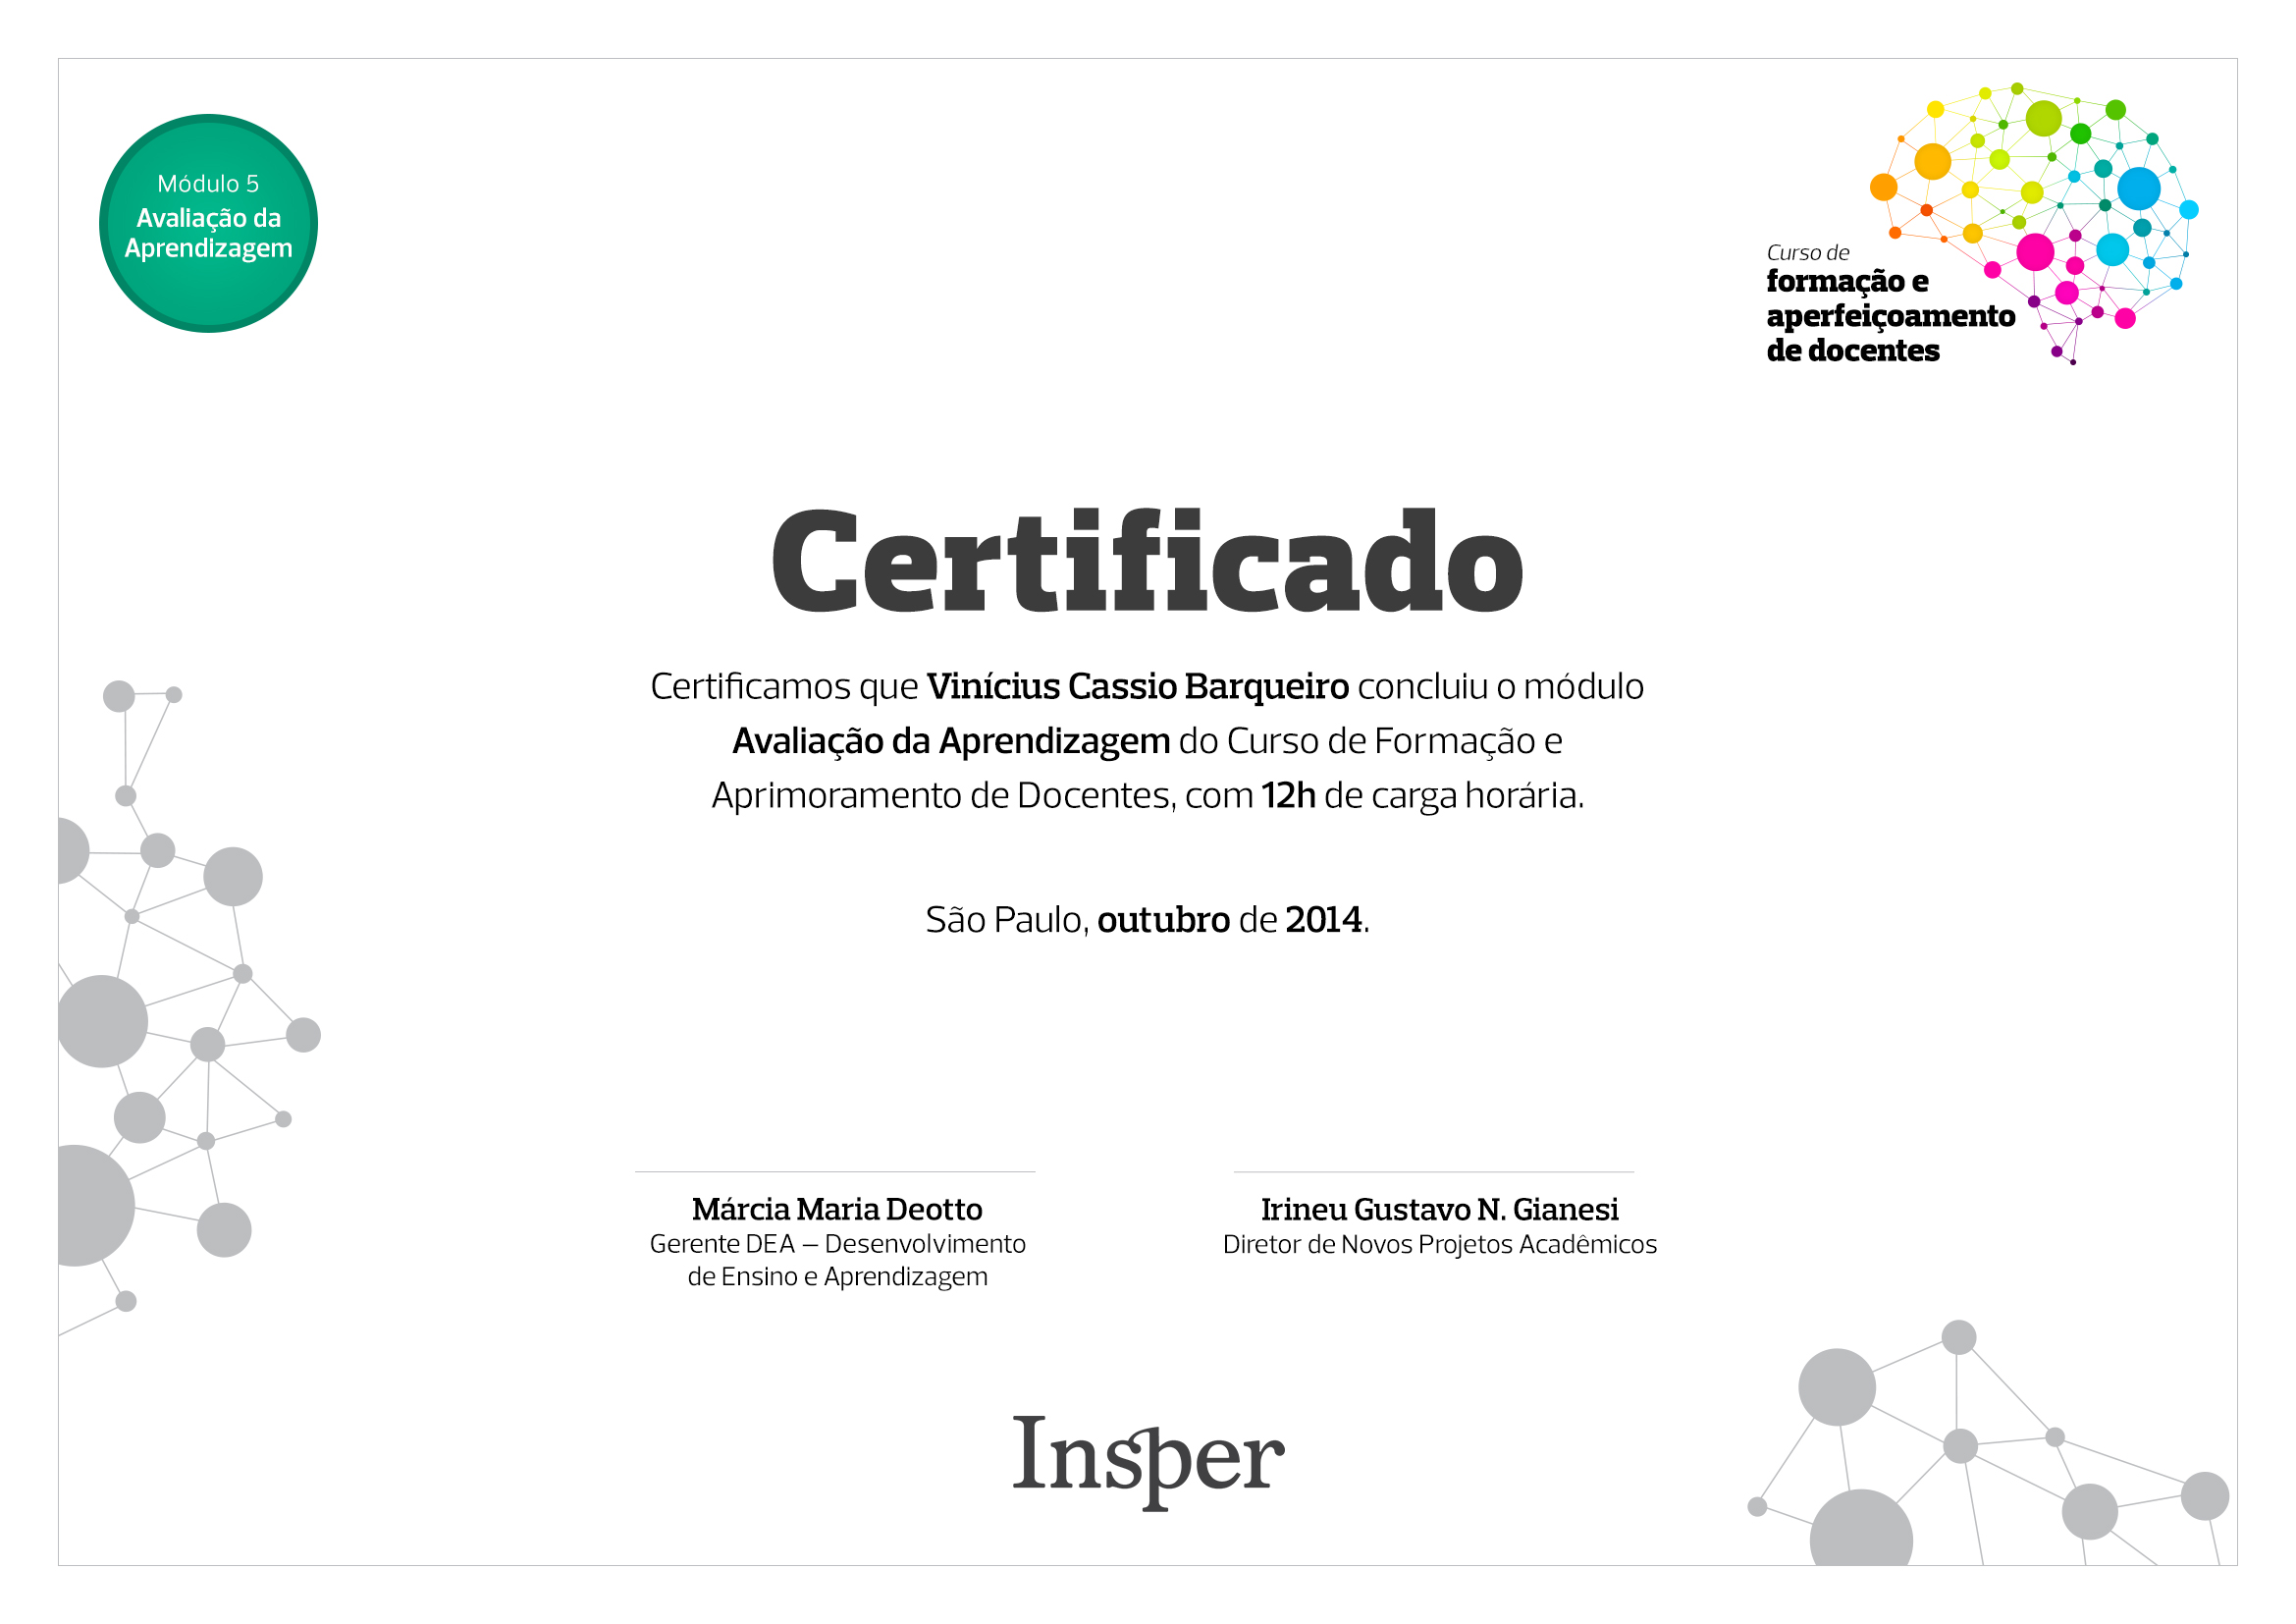 Módulo 5
Avaliação da
Aprendizagem
Curso de
formação e
aperfeiçoamento
de docentes
Certificado
Certificamos que Vinícius Cassio Barqueiro concluiu o módulo
Avaliação da Aprendizagem do Curso de Formação e
Aprimoramento de Docentes, com 12h de carga horária.
São Paulo, outubro de 2014.
Márcia Maria Deotto
Gerente DEA – Desenvolvimento
de Ensino e Aprendizagem
Irineu Gustavo N. Gianesi
Diretor de Novos Projetos Acadêmicos
Insper